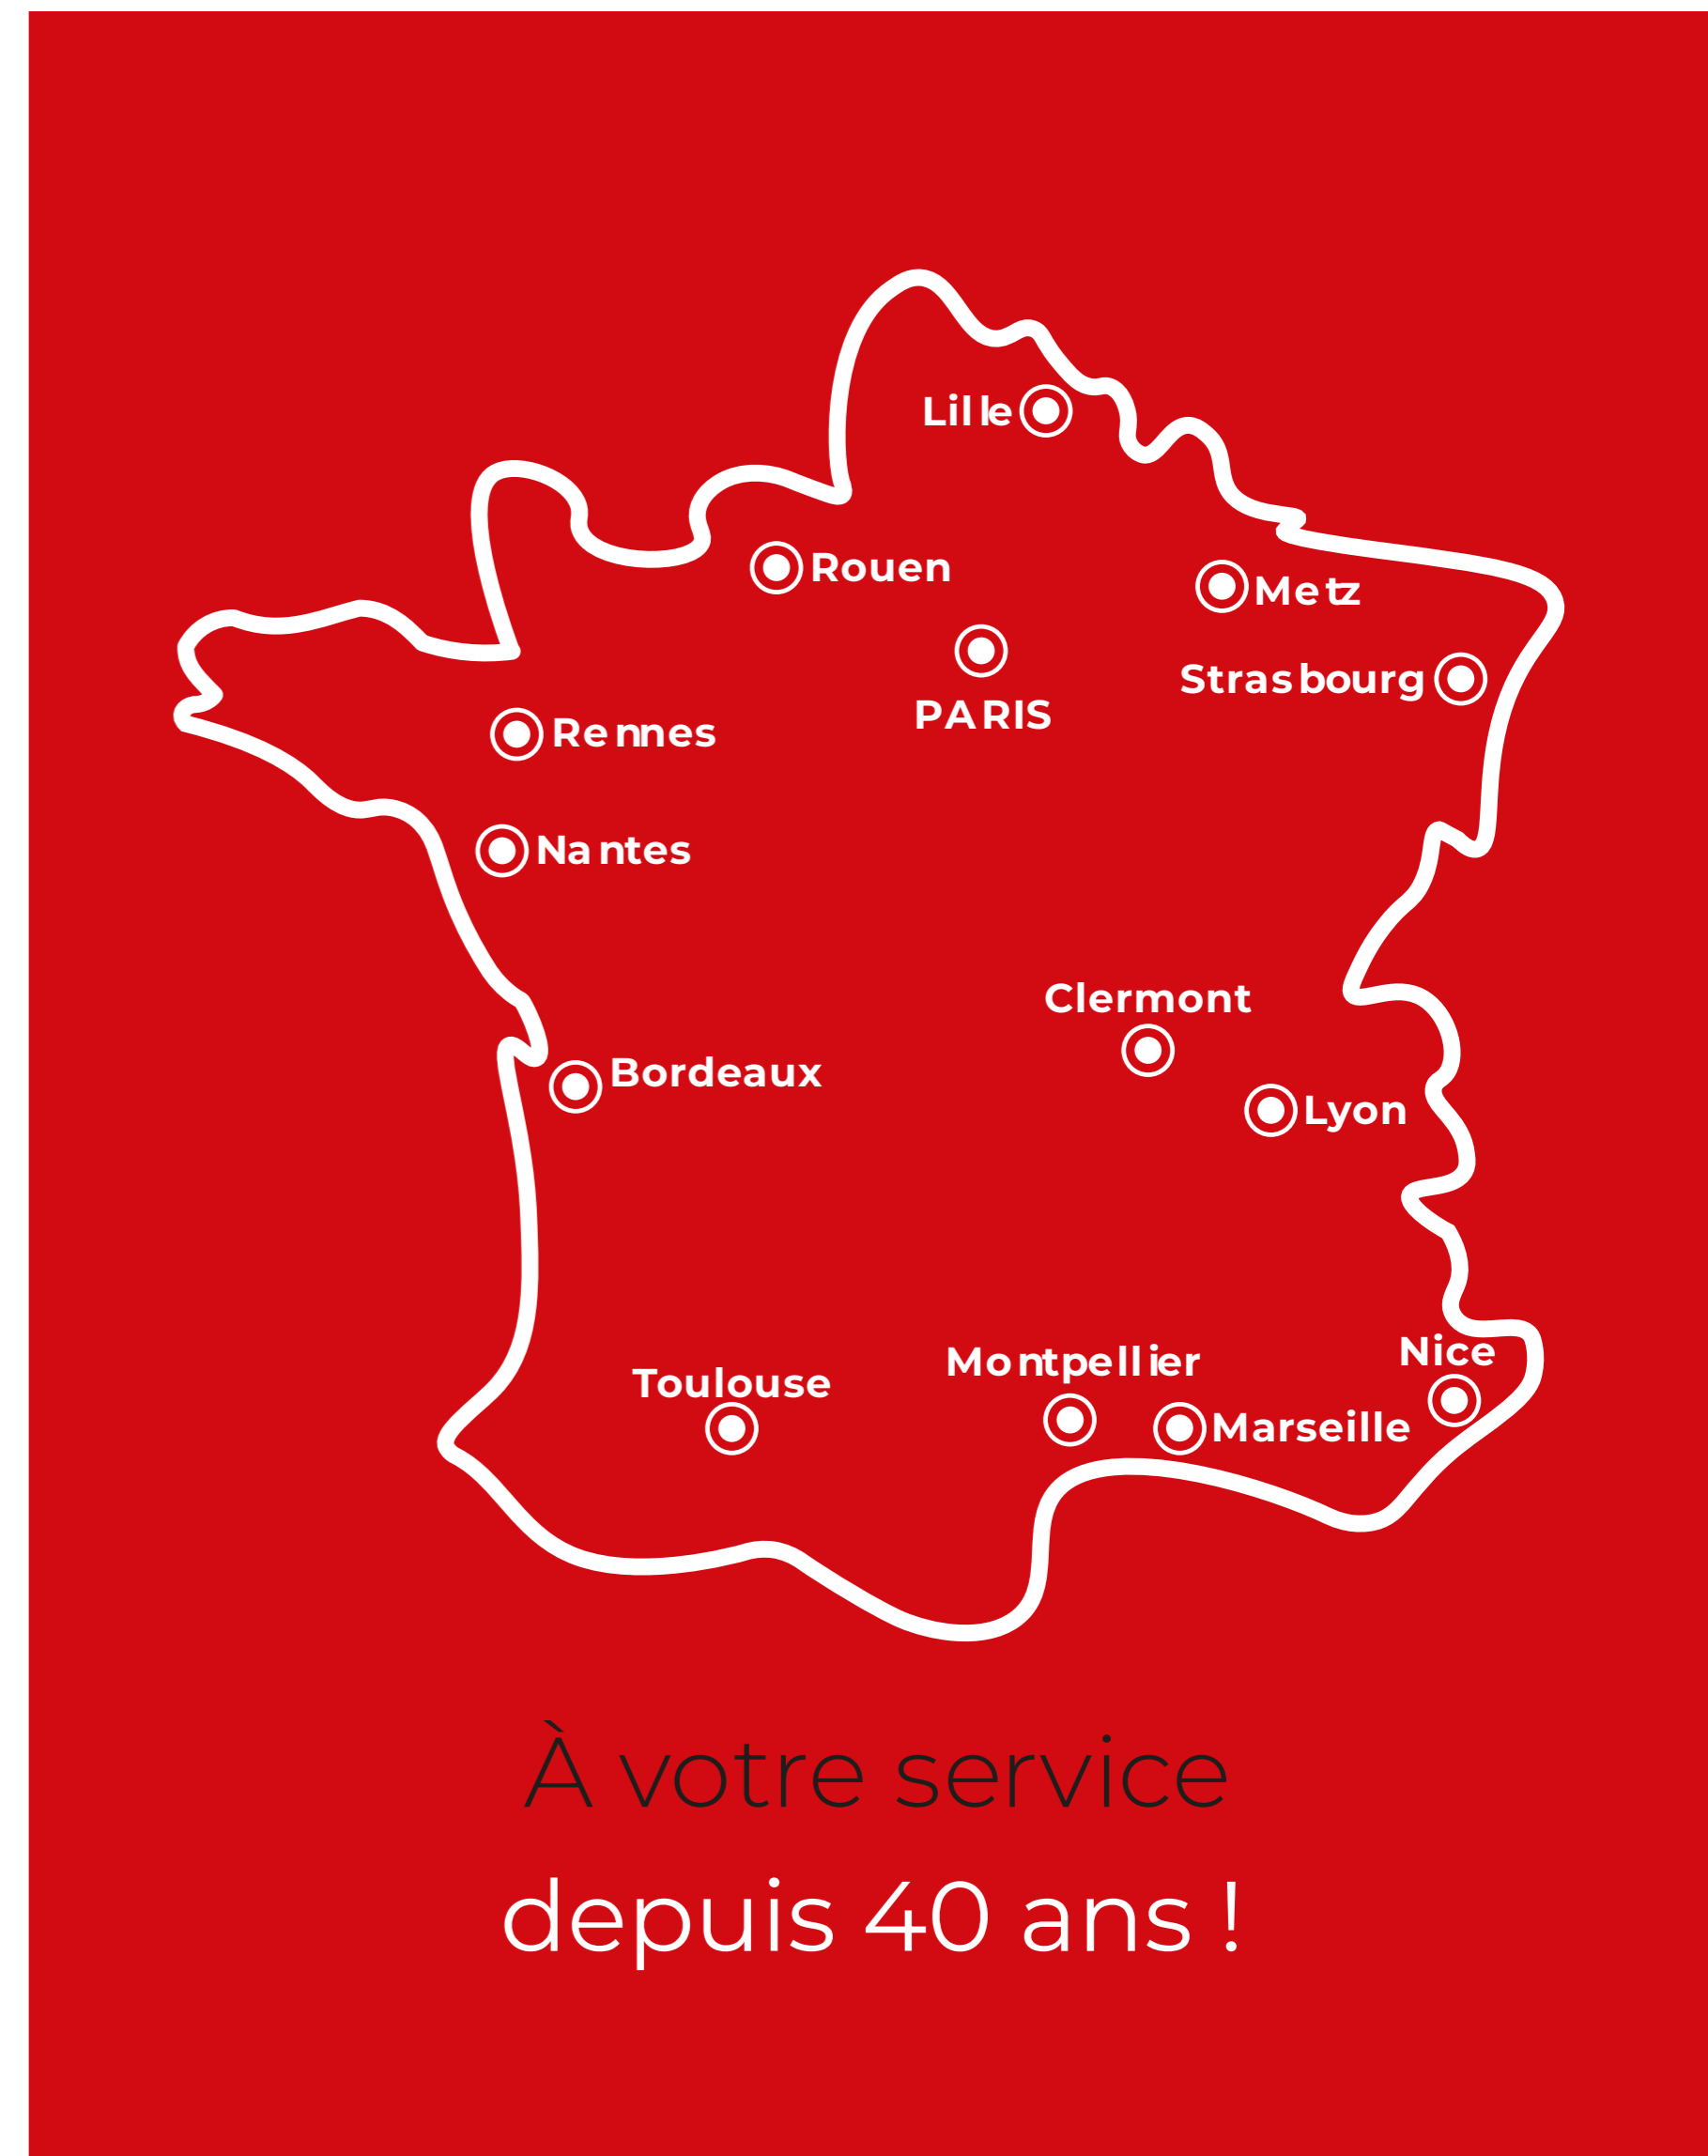 Lille
Rouen
Metz
Strasbourg
PARIS
Rennes
Nantes
Clermont
Bordeaux
Lyon
Nice
Montpellier
Toulouse
Marseille
À votre service
depuis 40 ans !